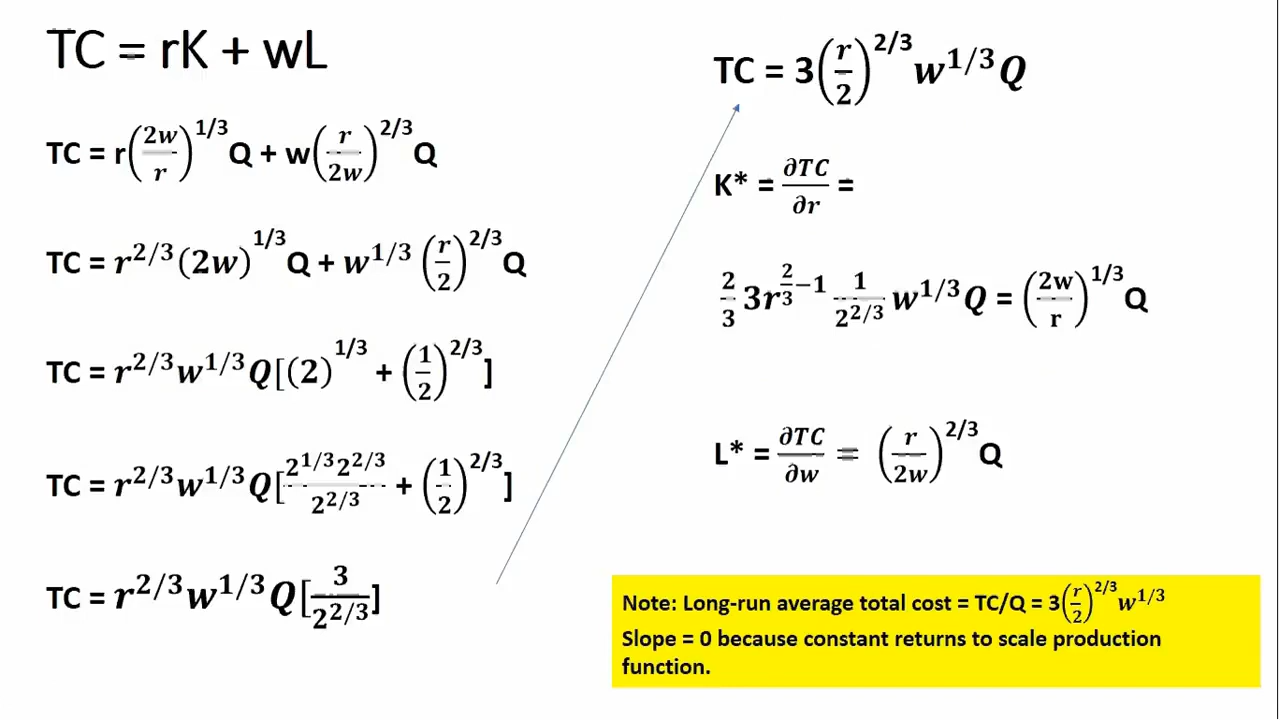 TC = rK + wL
TC = r(2w/r)^1/3 Q + w(r/2w)^2/3 Q
TC = r^2/3 (2w)^1/3 Q + w^1/3 (r/2)^2/3 Q
TC = r^2/3 w^1/3 Q[(2)^1/3 + (1/2)^2/3]
TC = r^2/3 w^1/3 Q[2^1/3 2^2/3 / 2^2/3 + (1/2)^2/3]
TC = r^2/3 w^1/3 Q[3/2^2/3]
TC = 3(r/2)^2/3 w^1/3 Q
K* = ∂TC/∂r =
2/3 3r^(2/3−1) 1/2^2/3 w^1/3 Q = (2w/r)^1/3 Q
L* = ∂TC/∂w = (r/2w)^2/3 Q
Note: Long-run average total cost = TC/Q = 3(r/2)^2/3 w^1/3
Slope = 0 because constant returns to scale production
function.